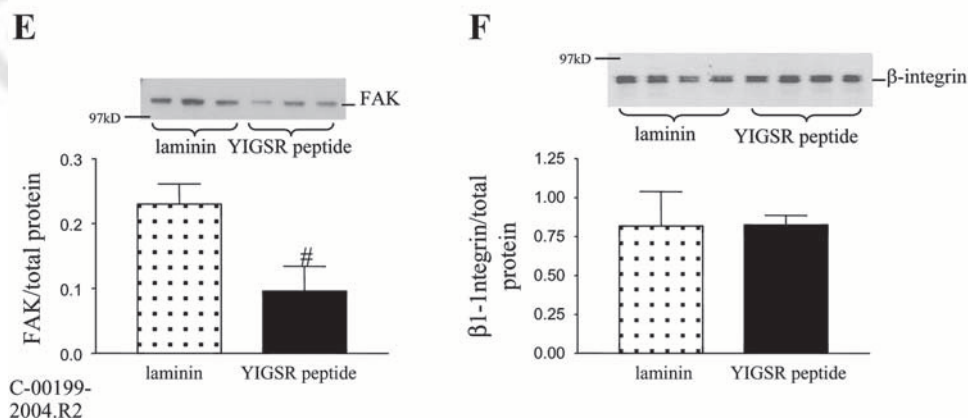 E
FAK
97kD
laminin YIGSR peptide
FAK/total protein
0.3
0.2
0.1
0.0
#
laminin YIGSR peptide
C-00199-
2004.R2
F
97kD
β-integrin
laminin YIGSR peptide
β1-1ntegrin/total
protein
1.25
1.00
0.75
0.50
0.25
0.00
laminin YIGSR peptide